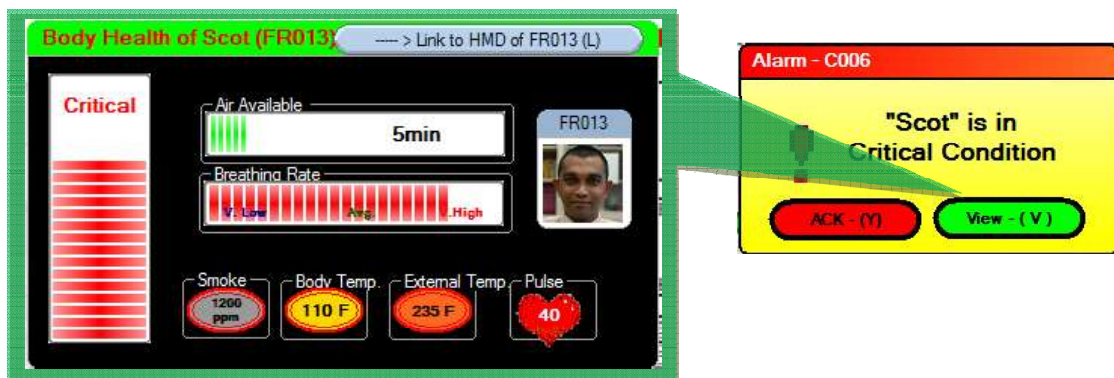 Body Health of Scot (FR013)
---- > Link to HMD of FR013 (L)
Critical
Air Available
5min
Breathing Rate
V. Low Avg. V.High
FR013
Smoke
1200
ppm
Body Temp.
110 F
External Temp.
235 F
Pulse
40
Alarm - C006
"Scot" is in
Critical Condition
ACK - (Y)
View - ( V )